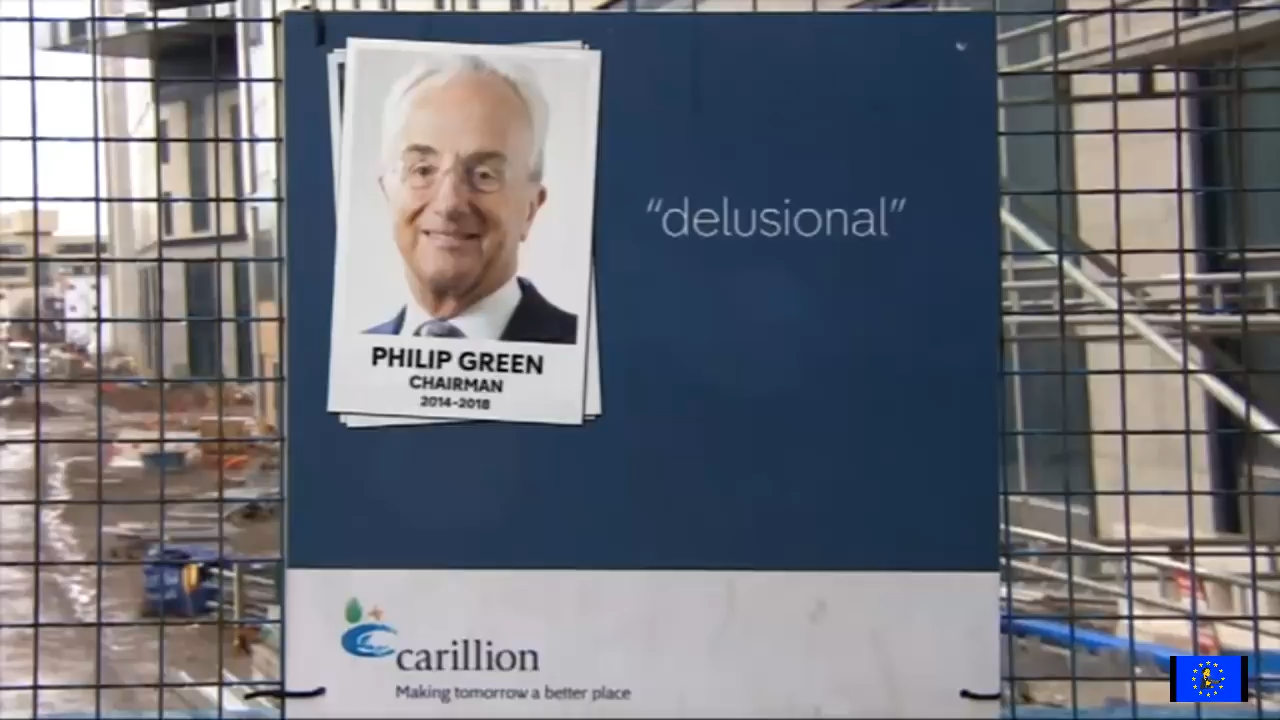 PHILIP GREEN
CHAIRMAN
2014-2018
“delusional”
carillion
Making tomorrow a better place